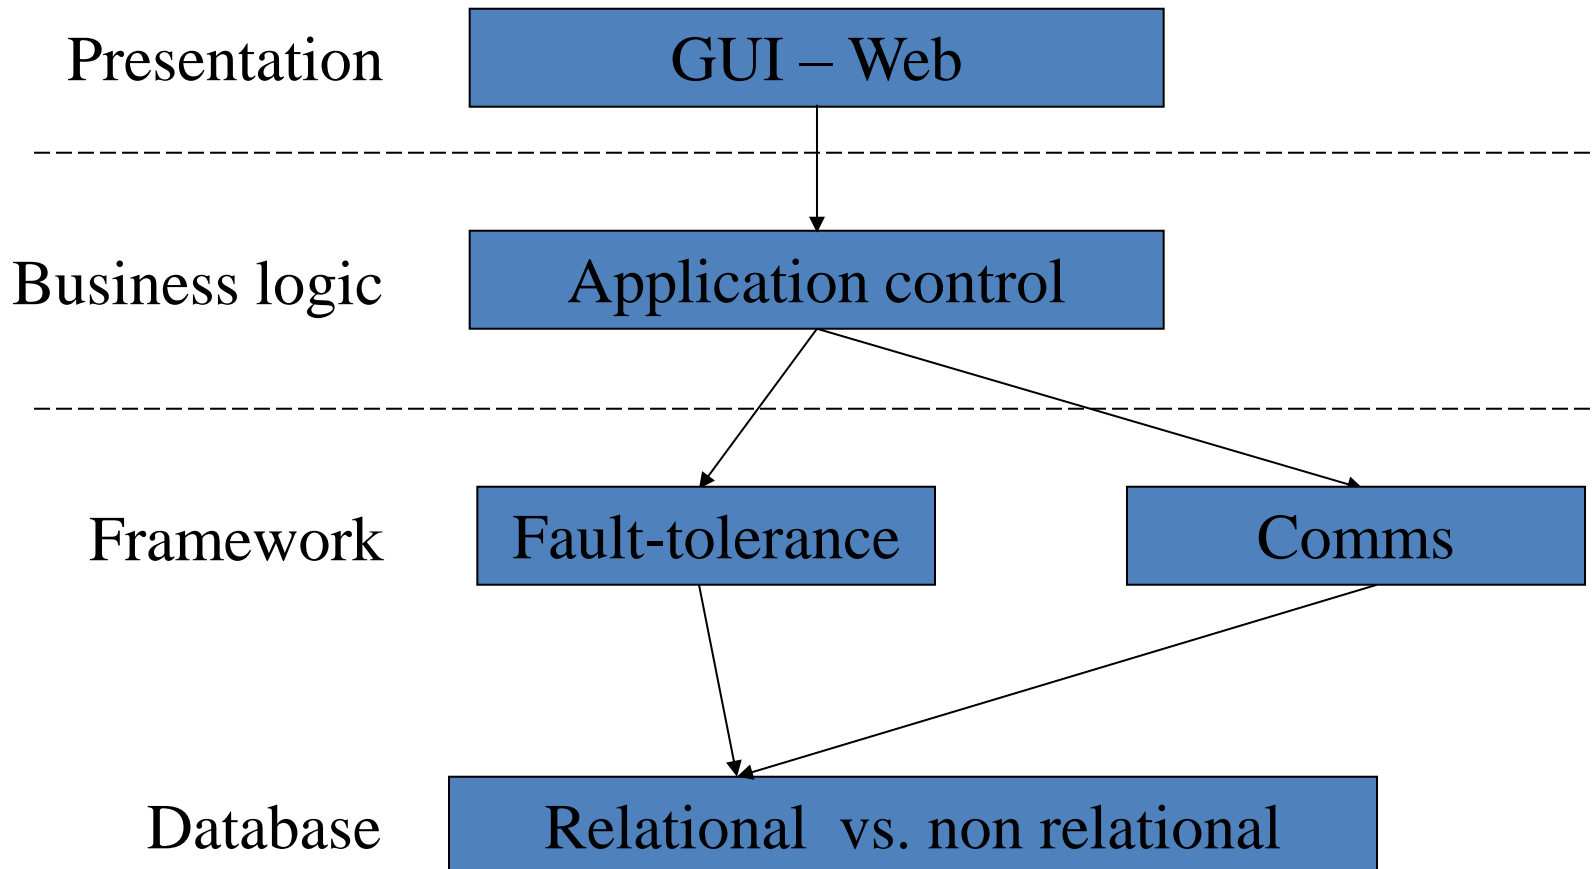 Presentation
GUI – Web
Business logic
Application control
Framework
Fault-tolerance
Comms
Database
Relational  vs. non relational